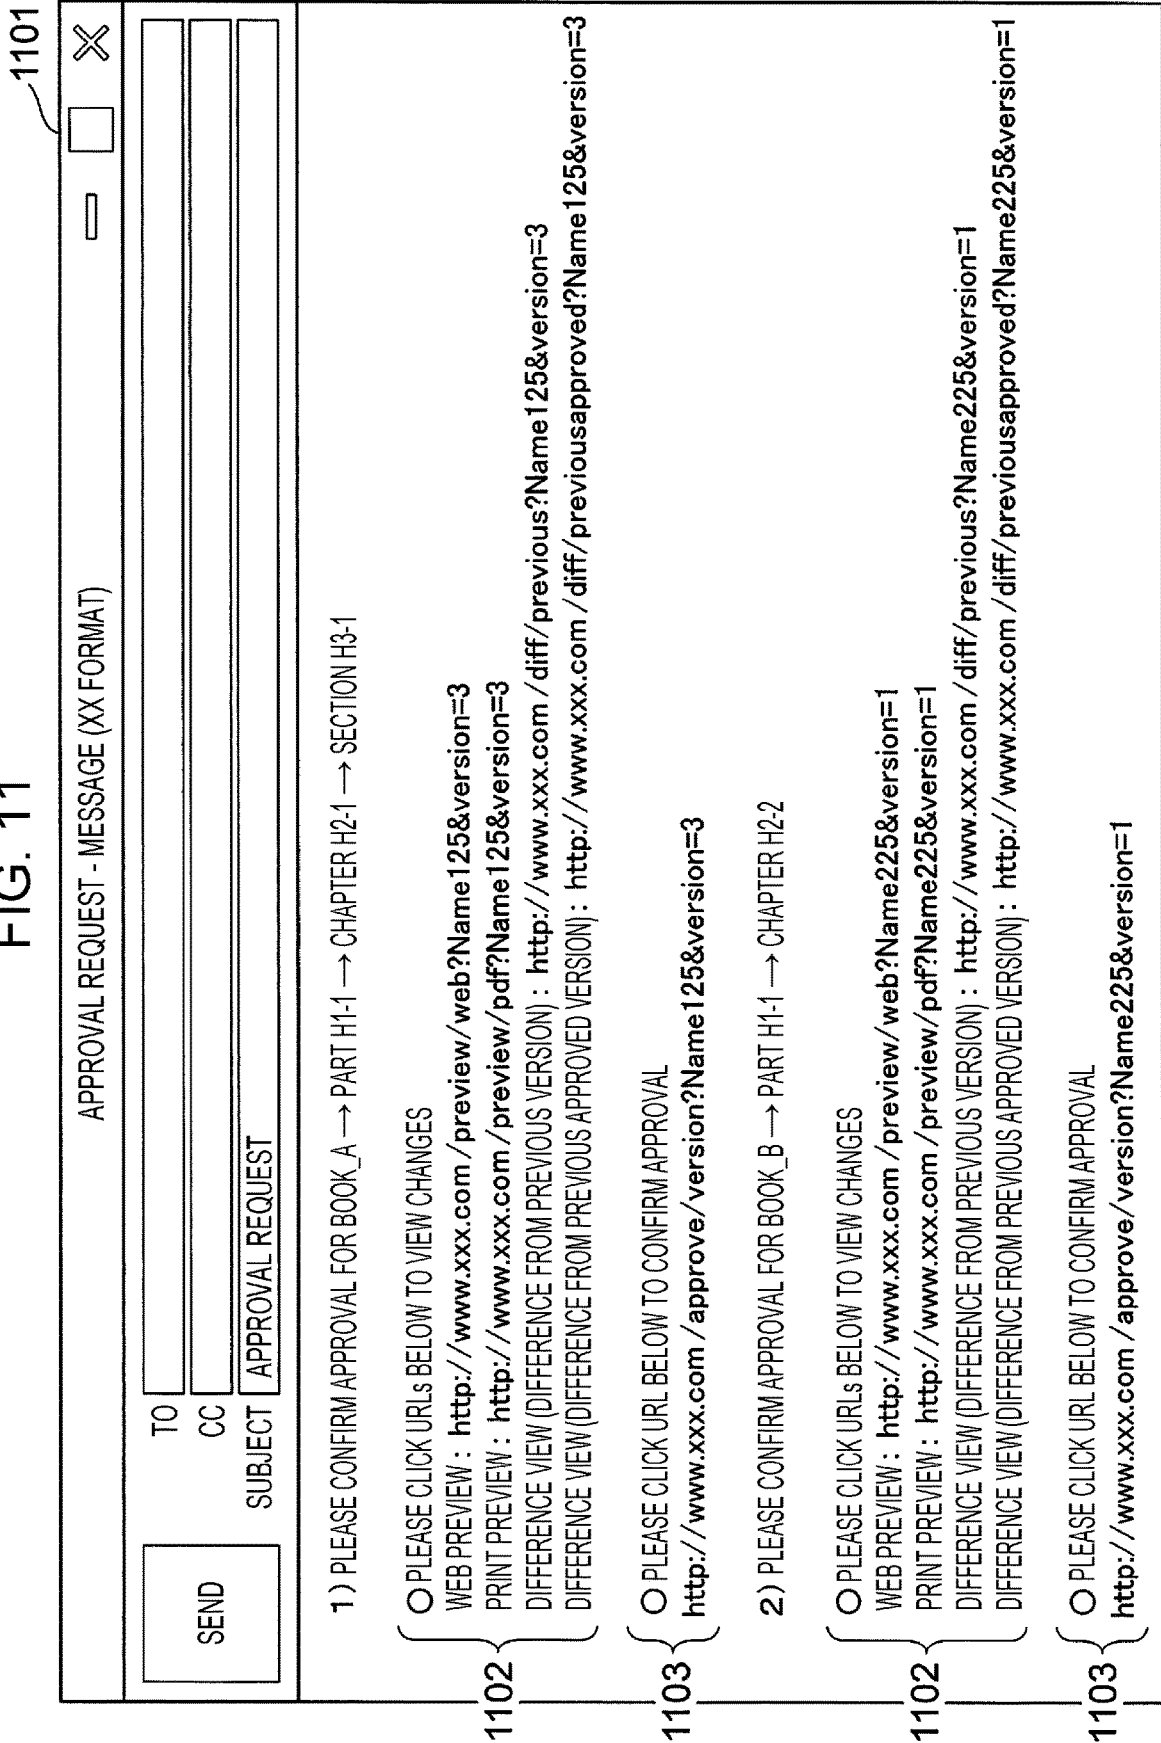 FIG. 11
1101
APPROVAL REQUEST - MESSAGE (XX FORMAT)
SEND
TO
CC
SUBJECT APPROVAL REQUEST
1) PLEASE CONFIRM APPROVAL FOR BOOK_A → PART H1-1 → CHAPTER H2-1 → SECTION H3-1
1102
○ PLEASE CLICK URLs BELOW TO VIEW CHANGES
WEB PREVIEW : http://www.xxx.com /preview/web?Name125&version=3
PRINT PREVIEW : http://www.xxx.com /preview/pdf?Name125&version=3
DIFFERENCE VIEW (DIFFERENCE FROM PREVIOUS VERSION) : http://www.xxx.com /diff/previous?Name125&version=3
DIFFERENCE VIEW (DIFFERENCE FROM PREVIOUS APPROVED VERSION) : http://www.xxx.com /diff/previousapproved?Name125&version=3
1103
○ PLEASE CLICK URL BELOW TO CONFIRM APPROVAL
http://www.xxx.com /approve/version?Name125&version=3
2) PLEASE CONFIRM APPROVAL FOR BOOK_B → PART H1-1 → CHAPTER H2-2
1102
○ PLEASE CLICK URLs BELOW TO VIEW CHANGES
WEB PREVIEW : http://www.xxx.com /preview/web?Name225&version=1
PRINT PREVIEW : http://www.xxx.com /preview/pdf?Name225&version=1
DIFFERENCE VIEW (DIFFERENCE FROM PREVIOUS VERSION) : http://www.xxx.com /diff/previous?Name225&version=1
DIFFERENCE VIEW (DIFFERENCE FROM PREVIOUS APPROVED VERSION) : http://www.xxx.com /diff/previousapproved?Name225&version=1
1103
○ PLEASE CLICK URL BELOW TO CONFIRM APPROVAL
http://www.xxx.com /approve/version?Name225&version=1